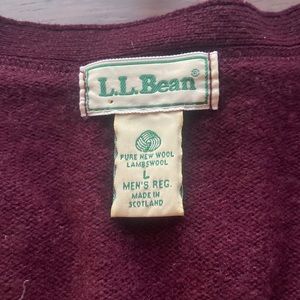 L.L.Bean®
PURE NEW WOOL
LAMBSWOOL
L
MEN'S REG.
MADE IN
SCOTLAND